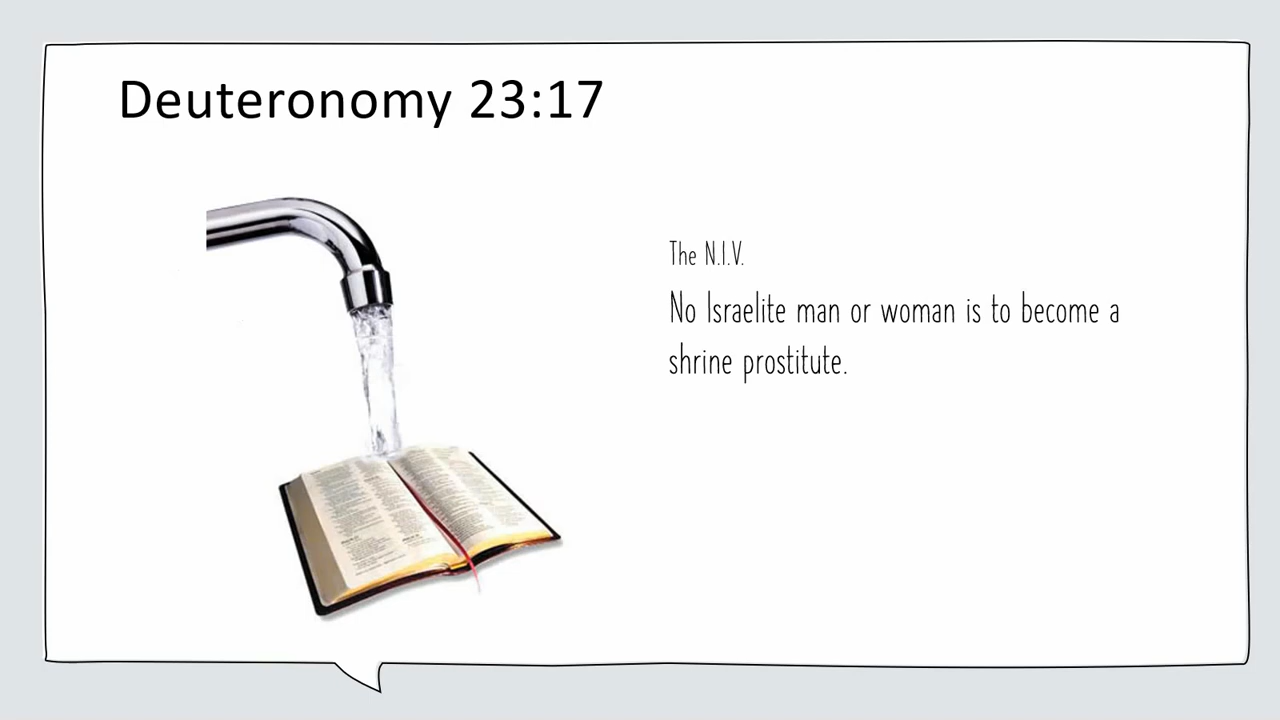 Deuteronomy 23:17
The N.I.V.
No Israelite man or woman is to become a
shrine prostitute.